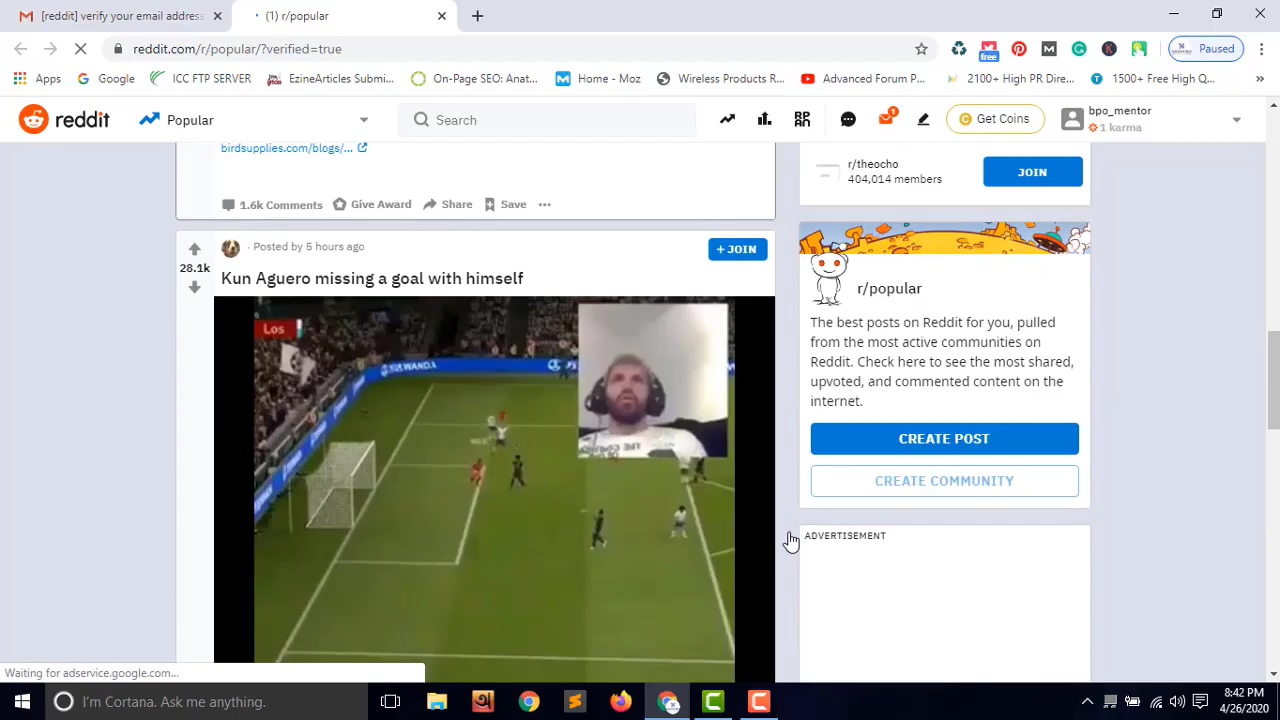 [reddit] verify your email address
(1) r/popular
reddit.com/r/popular/?verified=true
free
Paused
Apps
Google
ICC FTP SERVER
EzineArticles Submi...
On-Page SEO: Anat...
Home - Moz
Wireless Products R...
Advanced Forum P...
2100+ High PR Dire...
1500+ Free High Q...
reddit
Popular
Search
1
Get Coins
bpo_mentor
1 karma
birdsupplies.com/blogs/...
r/theocho
404,014 members
JOIN
1.6k Comments
Give Award
Share
Save
Posted by 5 hours ago
+ JOIN
28.1k
Kun Aguero missing a goal with himself
Los
WANDA
r/popular
The best posts on Reddit for you, pulled
from the most active communities on
Reddit. Check here to see the most shared,
upvoted, and commented content on the
internet.
CREATE POST
CREATE COMMUNITY
ADVERTISEMENT
Waiting for adservice.google.com...
I'm Cortana. Ask me anything.
8:42 PM
4/26/2020